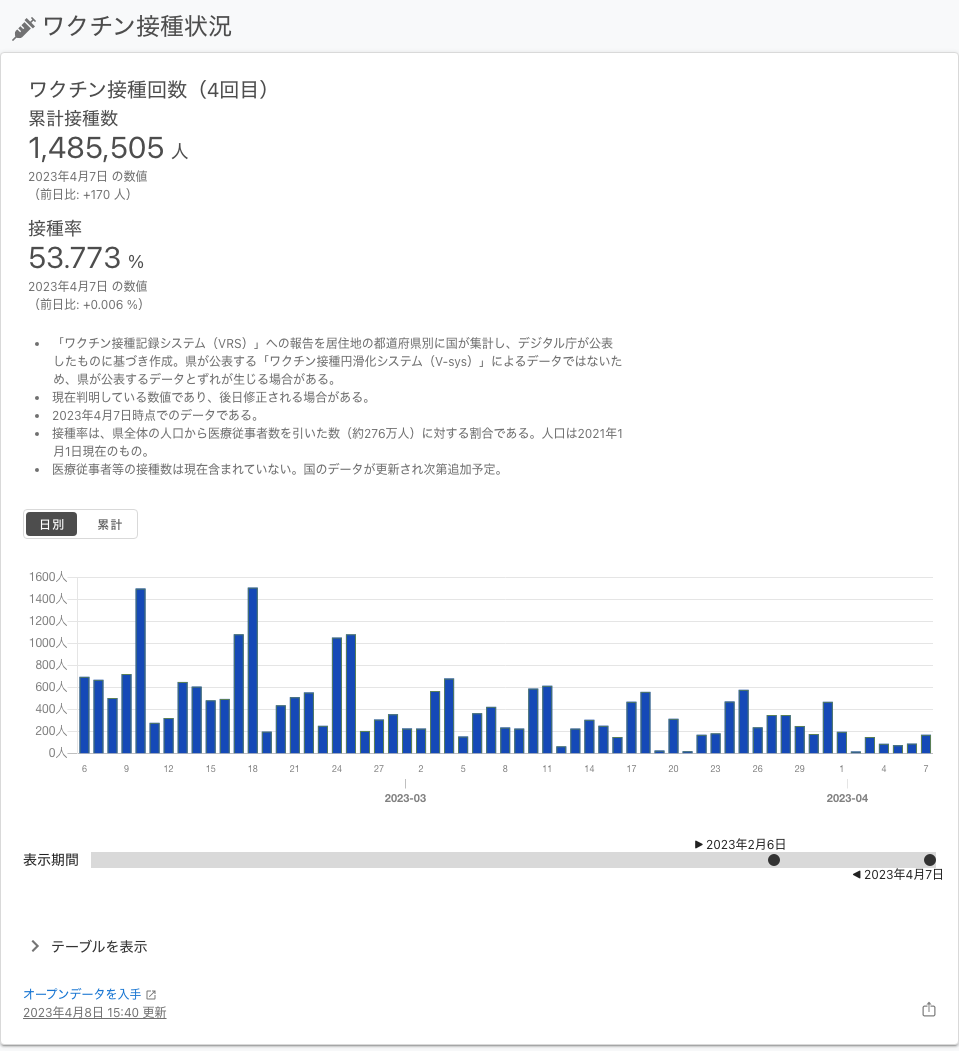 ワクチン接種状況
ワクチン接種回数（4回目）
累計接種数
1,485,505 人
2023年4月7日 の数値
（前日比: +170 人）
接種率
53.773 %
2023年4月7日 の数値
（前日比: +0.006 %）
• 「ワクチン接種記録システム（VRS）」への報告を居住地の都道府県別に国が集計し、デジタル庁が公表
したものに基づき作成。県が公表する「ワクチン接種円滑化システム（V-sys）」によるデータではないた
め、県が公表するデータとずれが生じる場合がある。
• 現在判明している数値であり、後日修正される場合がある。
• 2023年4月7日時点でのデータである。
• 接種率は、県全体の人口から医療従事者数を引いた数（約276万人）に対する割合である。人口は2021年1
月1日現在のもの。
• 医療従事者等の接種数は現在含まれていない。国のデータが更新され次第追加予定。
日別 累計
1600人
1400人
1200人
1000人
800人
600人
400人
200人
0人
6 9 12 15 18 21 24 27 2 5 8 11 14 17 20 23 26 29 1 4 7
2023-03 2023-04
▶ 2023年2月6日
表示期間
◀ 2023年4月7日
テーブルを表示
オープンデータを入手
2023年4月8日 15:40 更新